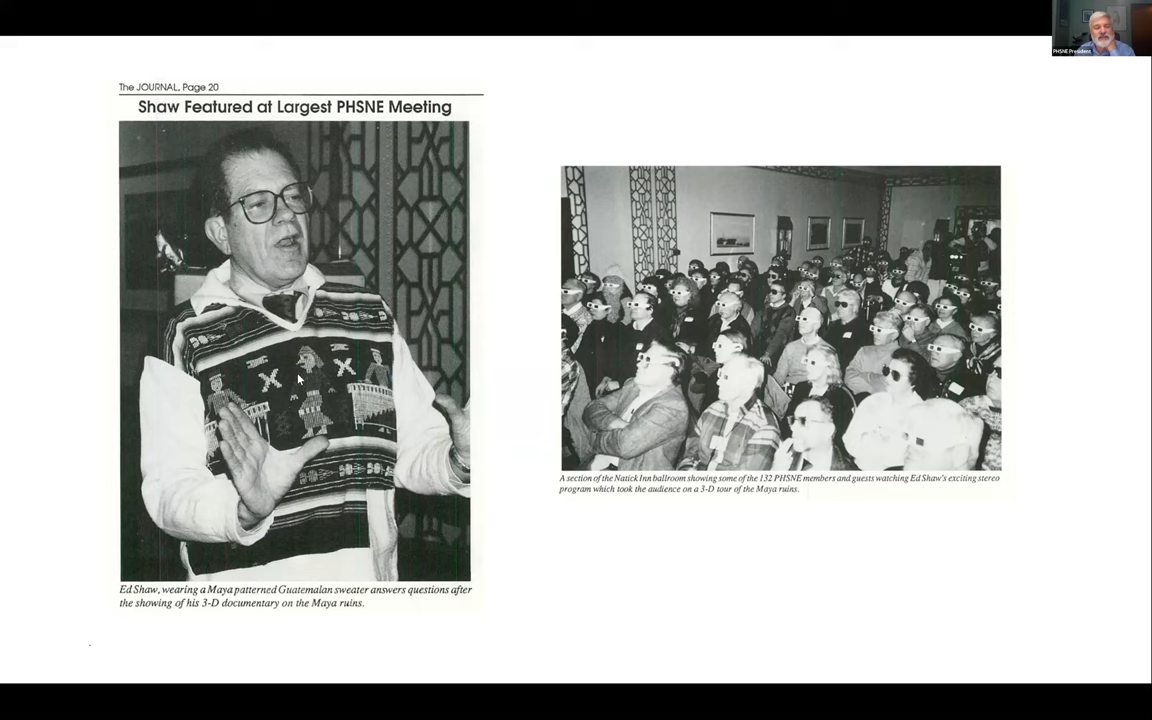 The JOURNAL, Page 20
Shaw Featured at Largest PHSNE Meeting
Ed Shaw, wearing a Maya patterned Guatemalan sweater answers questions after
the showing of his 3-D documentary on the Maya ruins.
A section of the Natick Inn ballroom showing some of the 132 PHSNE members and guests watching Ed Shaw's exciting stereo
program which took the audience on a 3-D tour of the Maya ruins.
PHSNE President